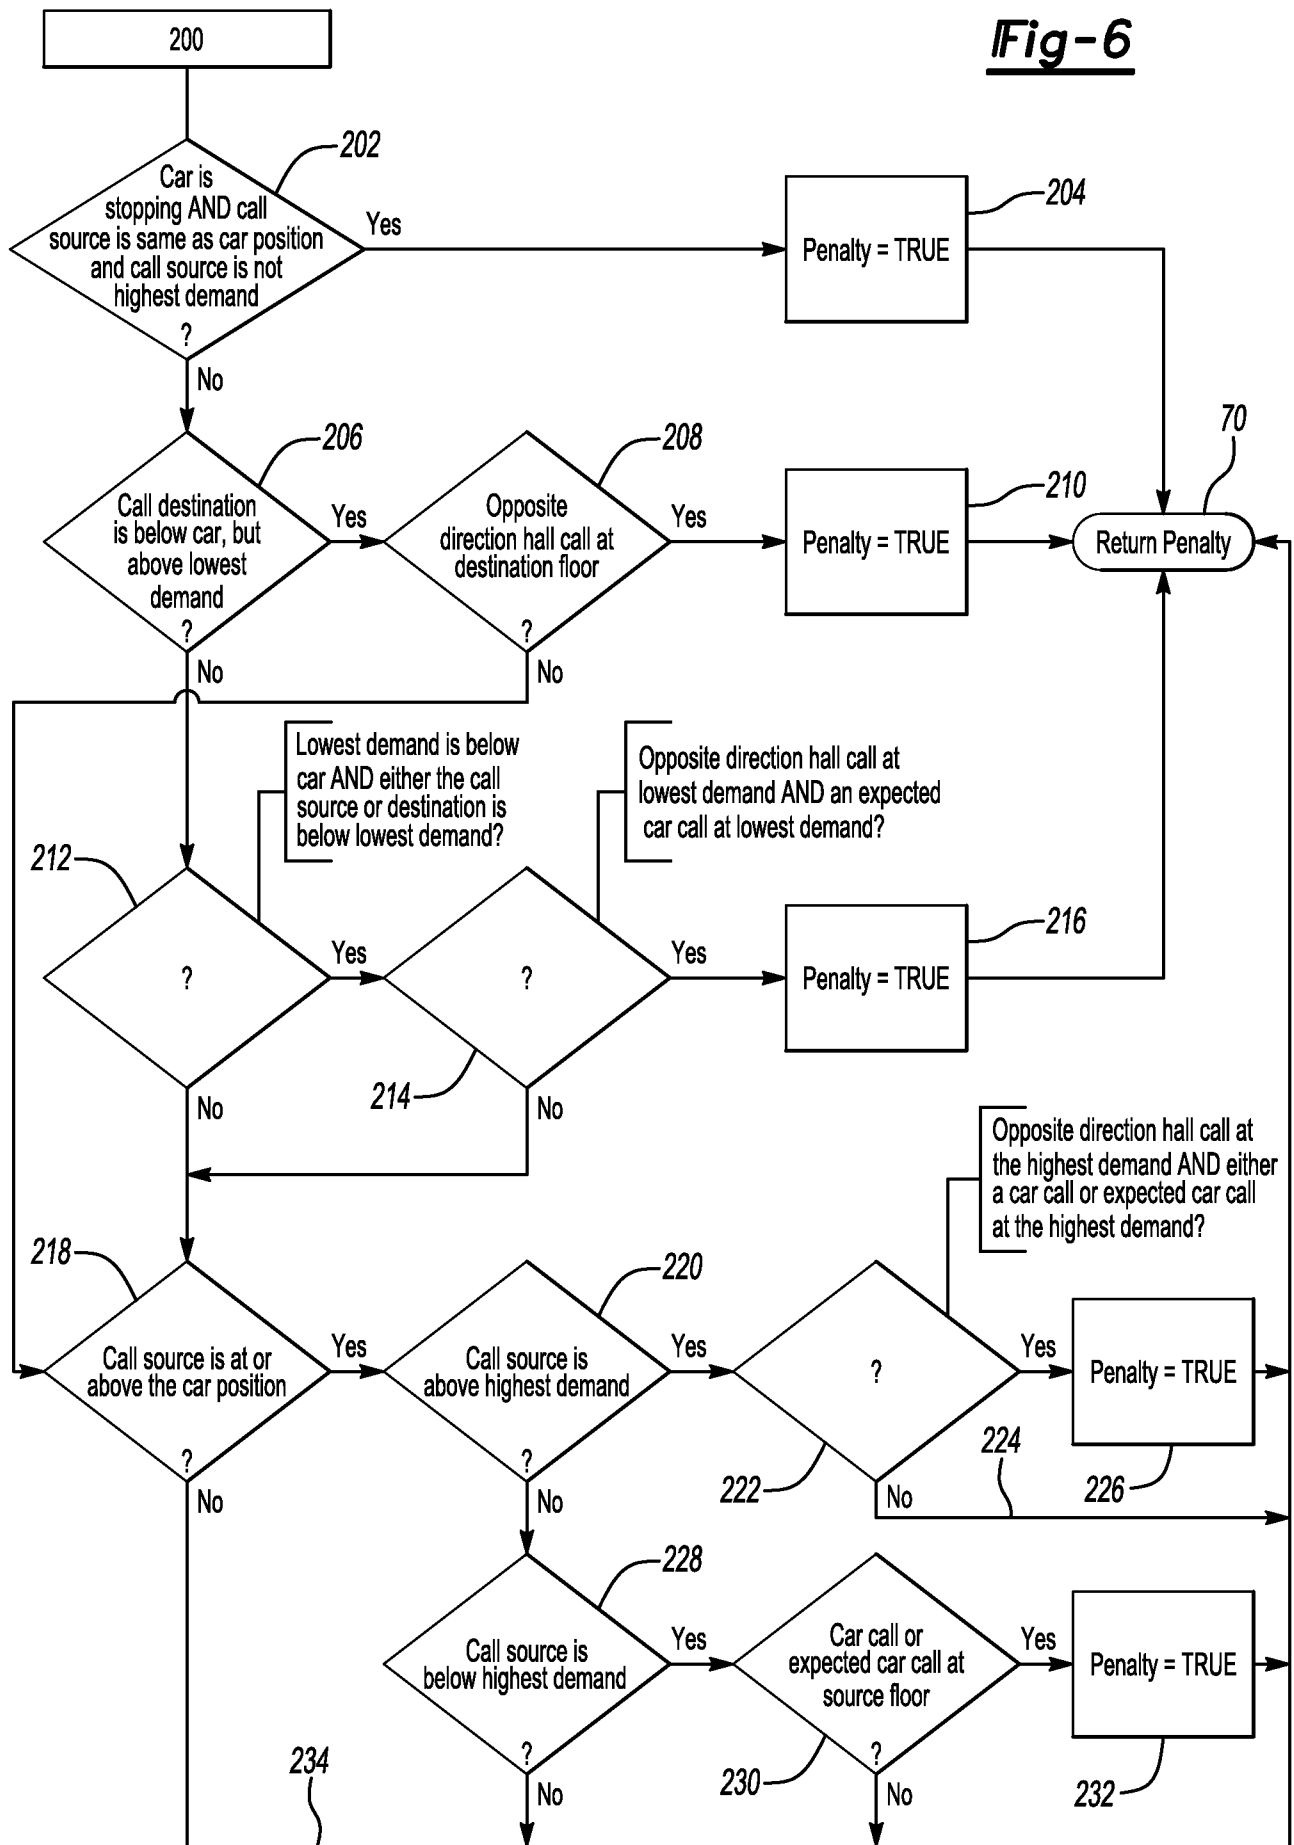 Fig-6
200
202
Car is
stopping AND call
source is same as car position
and call source is not
highest demand
?
Yes
No
204
Penalty = TRUE
70
Return Penalty
206
Call destination
is below car, but
above lowest
demand
?
Yes
No
208
Opposite
direction hall call at
destination floor
?
Yes
No
210
Penalty = TRUE
Lowest demand is below
car AND either the call
source or destination is
below lowest demand?
Opposite direction hall call at
lowest demand AND an expected
car call at lowest demand?
212
?
Yes
No
214
?
Yes
No
216
Penalty = TRUE
Opposite direction hall call at
the highest demand AND either
a car call or expected car call
at the highest demand?
218
Call source is at or
above the car position
?
Yes
No
220
Call source is
above highest demand
?
Yes
No
222
?
Yes
No
224
Penalty = TRUE
226
228
Call source is
below highest demand
?
Yes
No
230
Car call or
expected car call at
source floor
?
Yes
No
Penalty = TRUE
232
234